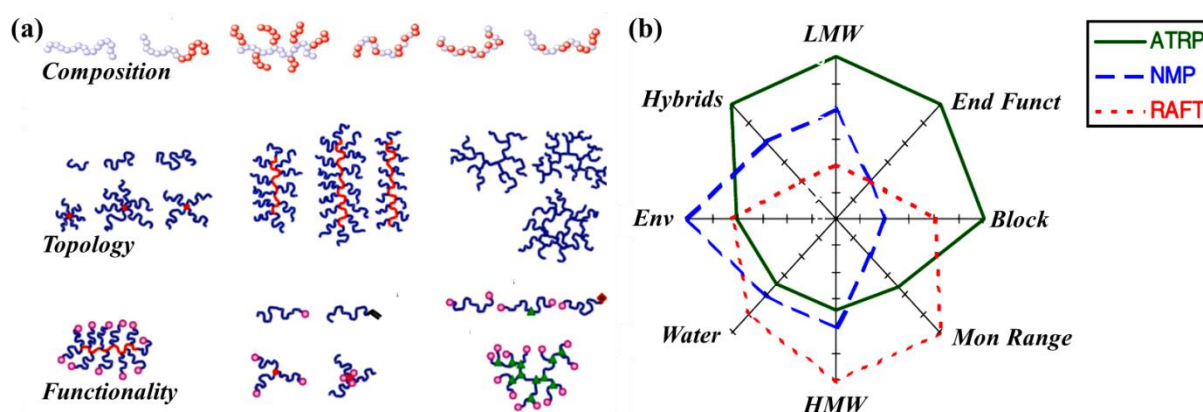 (a)
Composition
Topology
Functionality
(b)
LMW
Hybrids
End Funct
Env
Block
Water
Mon Range
HMW
ATRP
NMP
RAFT